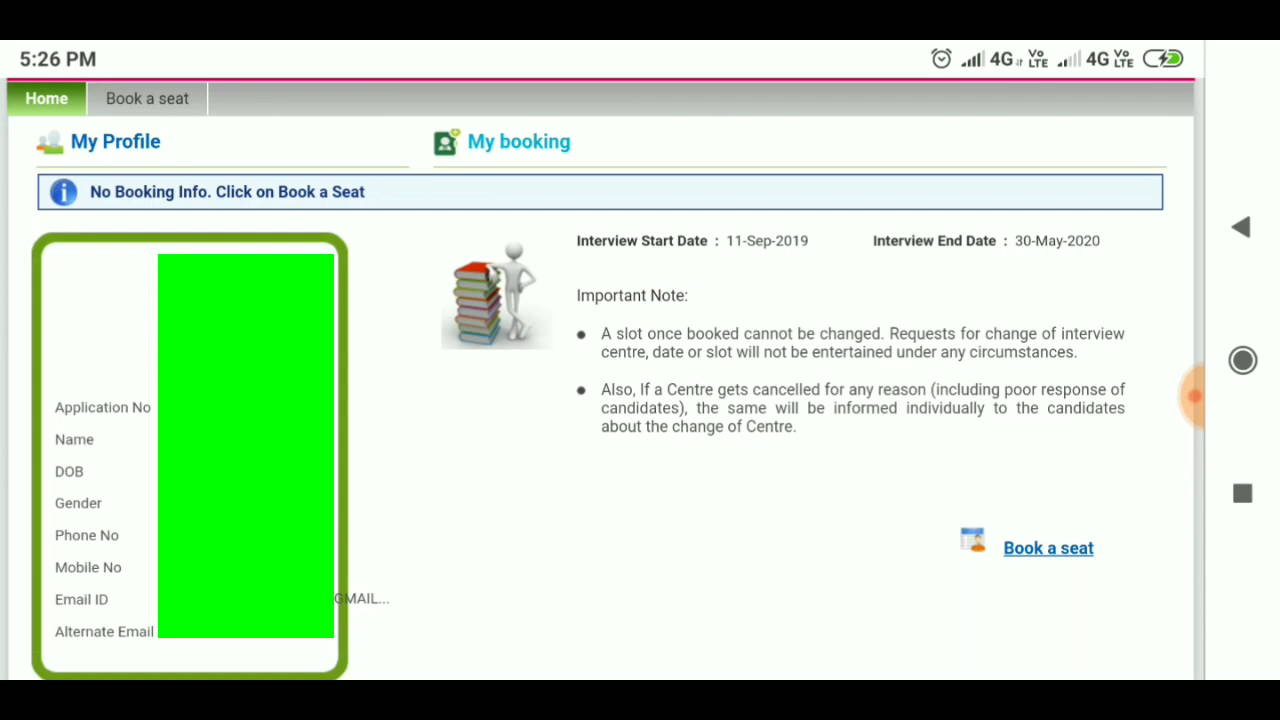 5:26 PM
4G Vo LTE 4G Vo LTE
Home Book a seat
My Profile
My booking
No Booking Info. Click on Book a Seat
Interview Start Date : 11-Sep-2019 Interview End Date : 30-May-2020
Important Note:
A slot once booked cannot be changed. Requests for change of interview
centre, date or slot will not be entertained under any circumstances.
Also, If a Centre gets cancelled for any reason (including poor response of
candidates), the same will be informed individually to the candidates
about the change of Centre.
Application No
Name
DOB
Gender
Phone No
Mobile No
Email ID GMAIL...
Alternate Email
Book a seat